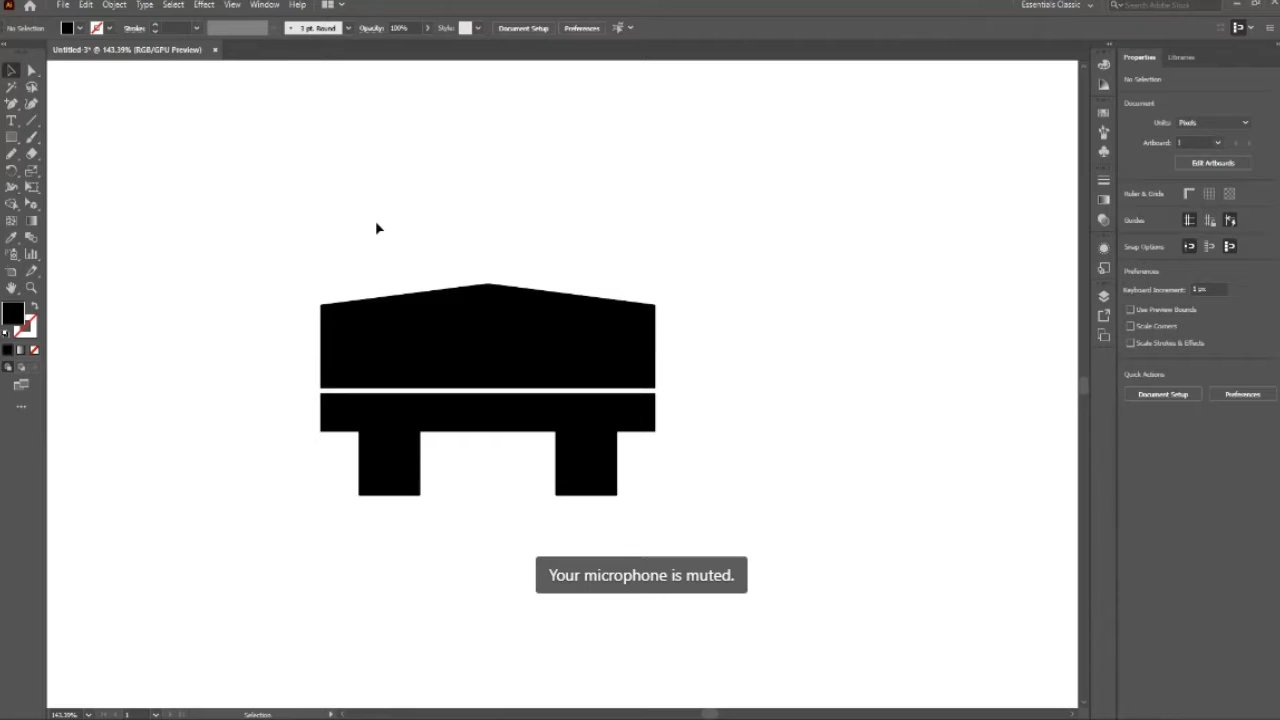 Ai File Edit Object Type Select Effect View Window Help Essentials Classic Search Adobe Stock
No Selection Stroke: 3 pt. Round Opacity: 100% Style: Document Setup Preferences
Untitled-3* @ 143.39% (RGB/GPU Preview) ×
Properties Libraries
No Selection
Document
Units: Pixels
Artboard: 1
Edit Artboards
Ruler & Grids
Guides
Snap Options
Preferences
Keyboard Increment: 1 px
Use Preview Bounds
Scale Corners
Scale Strokes & Effects
Quick Actions
Document Setup Preferences
Your microphone is muted.
143.39% 1 Selection